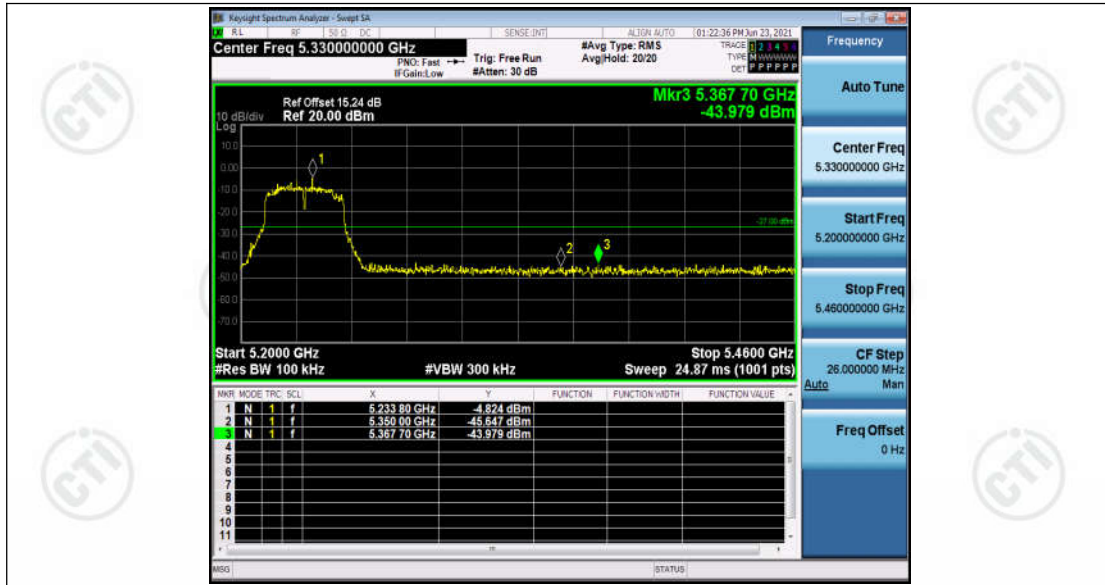 Keysight Spectrum Analyzer - Swept SA
RL RF 50 Ω DC SENSE:INT ALIGN AUTO 01:22:36 PM Jun 23, 2021
Center Freq 5.330000000 GHz
PNO: Fast
IFGain:Low
Trig: Free Run
#Atten: 30 dB
#Avg Type: RMS
Avg|Hold: 20/20
TRACE 1 2 3 4 5 6
TYPE M WWWWW
DET P P P P P P
Frequency
Auto Tune
Center Freq
5.330000000 GHz
Start Freq
5.200000000 GHz
Stop Freq
5.460000000 GHz
CF Step
26.000000 MHz
Auto Man
Freq Offset
0 Hz
Mkr3 5.367 70 GHz
-43.979 dBm
Ref Offset 15.24 dB
10 dB/div Ref 20.00 dBm
Log
10.0
0.00
-10.0
-20.0
-30.0
-40.0
-50.0
-60.0
-70.0
1
2
3
-37.00 dBm
Start 5.2000 GHz Stop 5.4600 GHz
#Res BW 100 kHz #VBW 300 kHz Sweep 24.87 ms (1001 pts)
MKR MODE TRC SCL X Y FUNCTION FUNCTION WIDTH FUNCTION VALUE
1 N 1 f 5.233 80 GHz -4.824 dBm
2 N 1 f 5.350 00 GHz -45.647 dBm
3 N 1 f 5.367 70 GHz -43.979 dBm
4
5
6
7
8
9
10
11
MSG STATUS
CTI
CTI
CTI
CTI